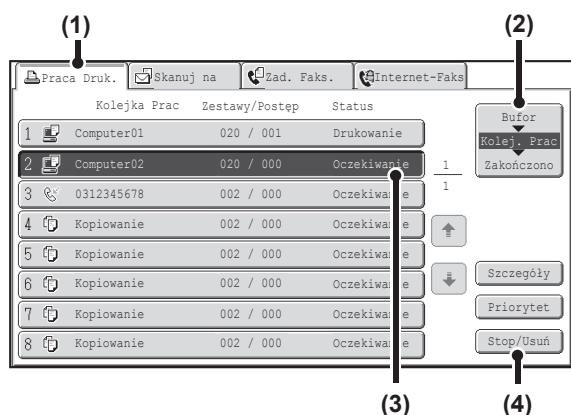 (1) (2)
Praca Druk. Skanuj na Zad. Faks. Internet-Faks
Kolejka Prac Zestawy/Postęp Status
Bufor
Kolej. Prac
Zakończono
1 Computer01 020 / 001 Drukowanie
2 Computer02 020 / 000 Oczekiwanie
3 0312345678 002 / 000 Oczekiwanie
4 Kopiowanie 002 / 000 Oczekiwanie
5 Kopiowanie 002 / 000 Oczekiwanie
6 Kopiowanie 002 / 000 Oczekiwanie
7 Kopiowanie 002 / 000 Oczekiwanie
8 Kopiowanie 002 / 000 Oczekiwanie
1
1
Szczegóły
Priorytet
Stop/Usuń
(3) (4)